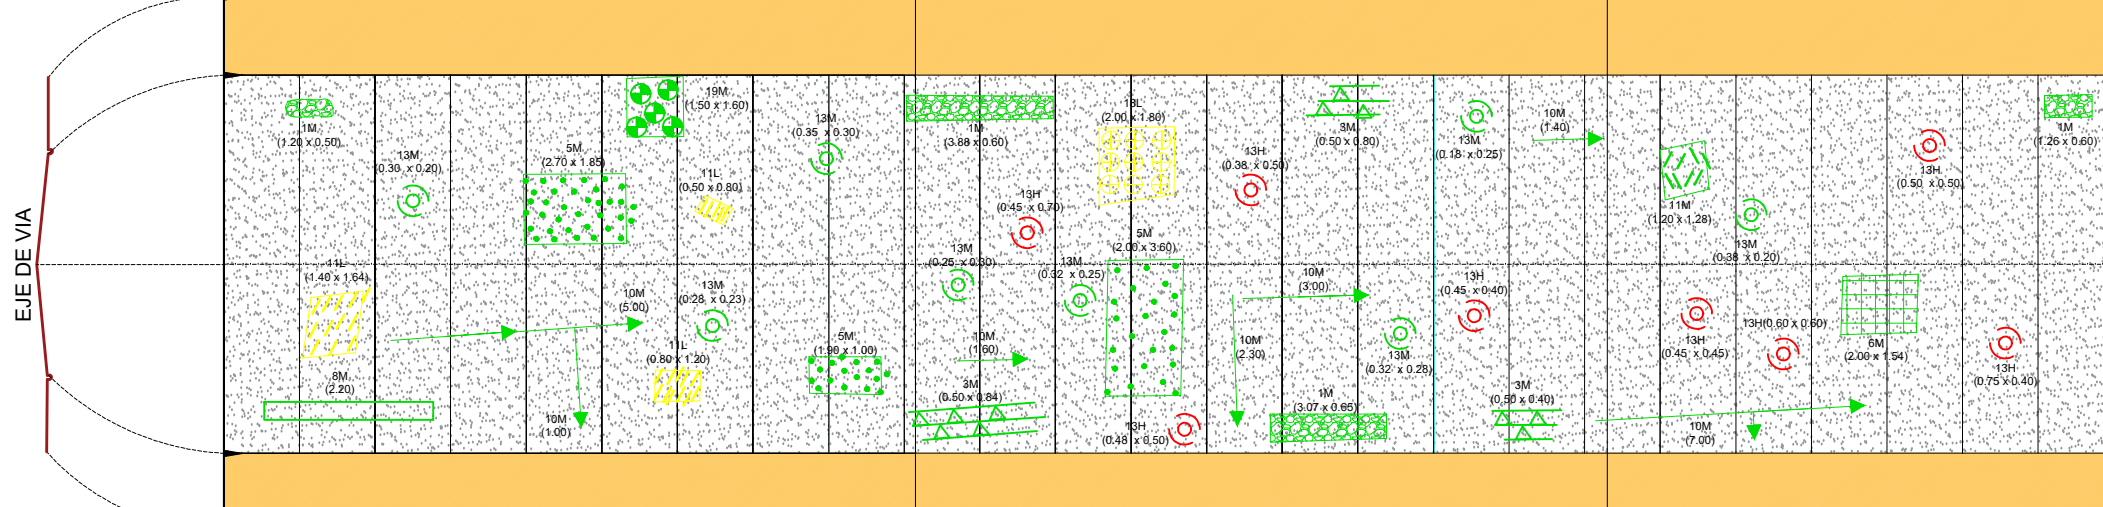 EJE DE VIA
1M
(1.20 x 0.50)
13M
(0.30 x 0.20)
11L
(1.40 x 1.64)
8M
(2.20)
5M
(2.70 x 1.85)
19M
(1.50 x 1.60)
11L
(0.50 x 0.80)
10M
(5.00)
13M
(0.28 x 0.23)
11L
(0.80 x 1.20)
10M
(1.00)
13M
(0.35 x 0.30)
5M
(1.90 x 1.00)
1M
(3.88 x 0.60)
13H
(0.45 x 0.70)
13M
(0.25 x 0.30)
13M
(0.32 x 0.25)
10M
(1.60)
3M
(0.50 x 0.84)
13L
(2.00 x 1.80)
5M
(2.00 x 3.60)
13H
(0.48 x 0.50)
13H
(0.38 x 0.50)
3M
(0.50 x 0.80)
10M
(3.00)
10M
(2.30)
13M
(0.32 x 0.28)
1M
(3.07 x 0.65)
13M
(0.18 x 0.25)
10M
(1.40)
13H
(0.45 x 0.40)
3M
(0.50 x 0.40)
11M
(1.20 x 1.28)
13M
(0.38 x 0.20)
13H
(0.45 x 0.45)
13H(0.60 x 0.60)
10M
(7.00)
6M
(2.00 x 1.54)
13H
(0.50 x 0.50)
13H
(0.75 x 0.40)
1M
(1.26 x 0.60)